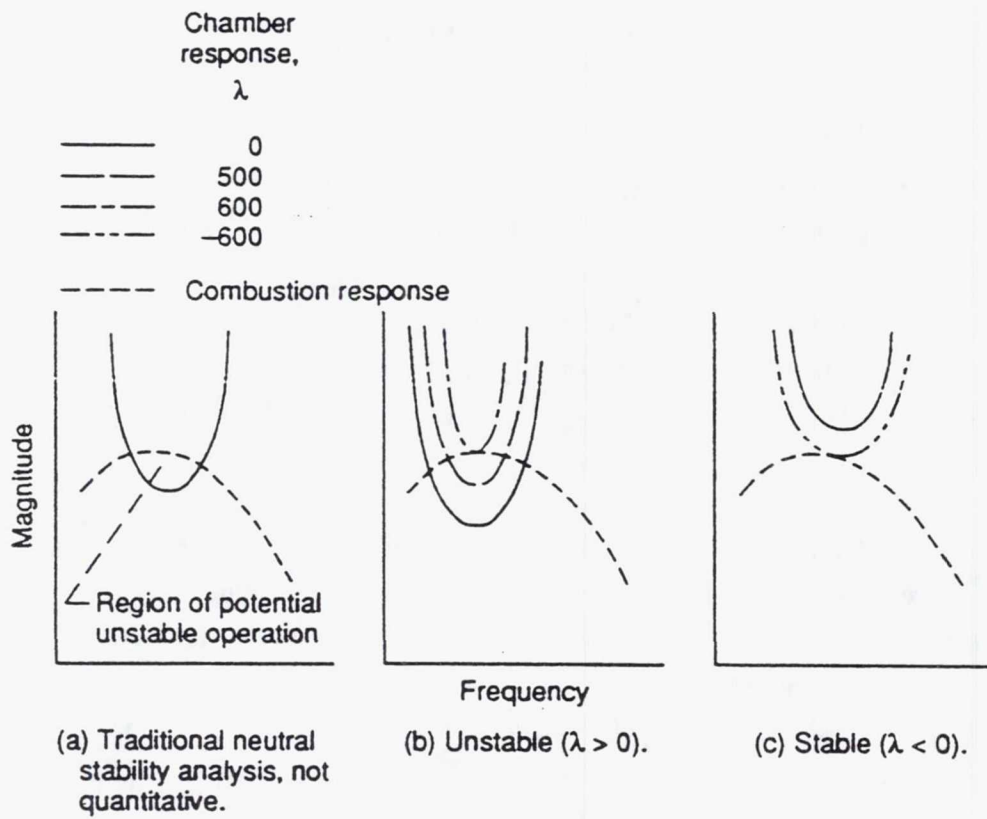 Chamber
response,
λ
0
500
600
−600
Combustion response
Magnitude
Region of potential
unstable operation
Frequency
(a) Traditional neutral
stability analysis, not
quantitative.
(b) Unstable (λ > 0).
(c) Stable (λ < 0).